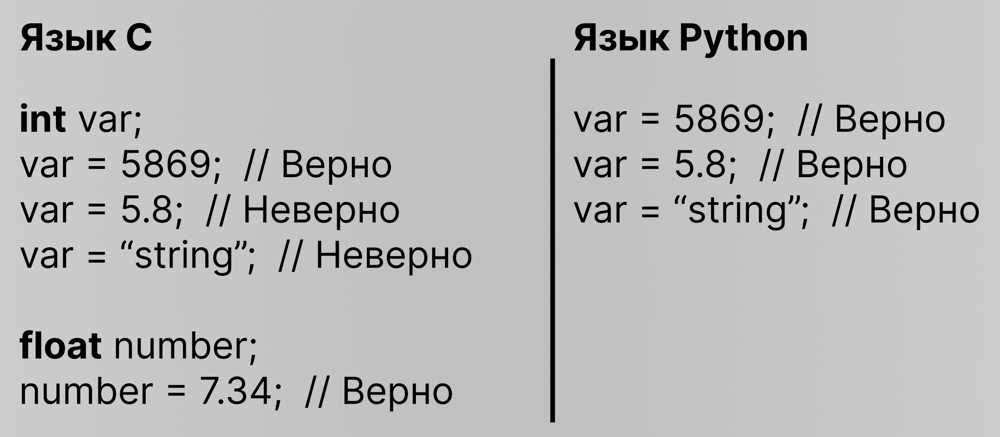 Язык C
int var;
var = 5869;  // Верно
var = 5.8;  // Неверно
var = “string”;  // Неверно
float number;
number = 7.34;  // Верно
Язык Python
var = 5869;  // Верно
var = 5.8;  // Верно
var = “string”;  // Верно